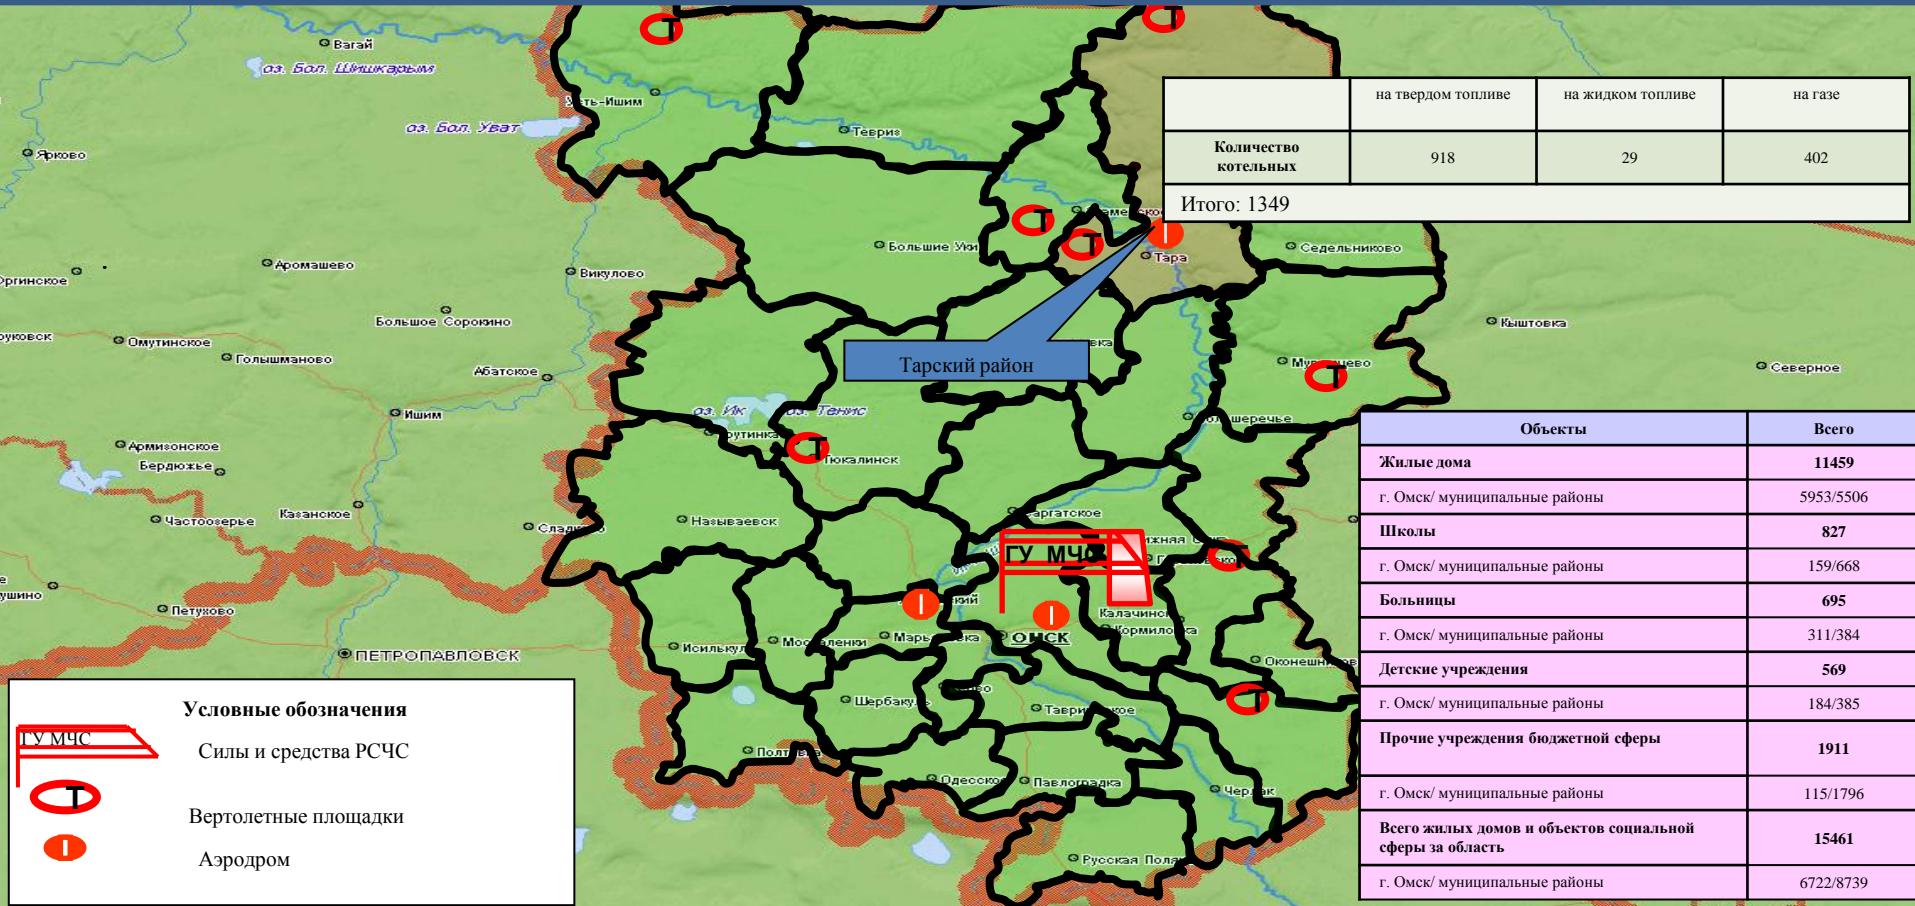 Вагай
оз. Бол. Шишкарым
Усть-Ишим
оз. Бол. Уват
Тевриз
Ярково
на твердом топливе на жидком топливе на газе
Количество котельных 918 29 402
Итого: 1349
Большие Уки
Седельниково
Тара
Аромашево
Викулово
Большое Сорокино
Омутинское
Голышманово
Абатское
Кыштовка
Северное
Тарский район
Ишим
оз. Ик
оз. Тенис
Тюкалинск
Армизонское
Бердюжье
Казанское
Частоозерье
Называевск
ГУ МЧС
Петухово
ПЕТРОПАВЛОВСК
Исилькуль
Москаленки
Марьяновка
ОМСК
Калачинск
Кормиловка
Щербакуль
Таврическое
Полтавка
Одесское
Павлоградка
Черлак
Русская Поляна
Объекты Всего
Жилые дома 11459
г. Омск/ муниципальные районы 5953/5506
Школы 827
г. Омск/ муниципальные районы 159/668
Больницы 695
г. Омск/ муниципальные районы 311/384
Детские учреждения 569
г. Омск/ муниципальные районы 184/385
Прочие учреждения бюджетной сферы 1911
г. Омск/ муниципальные районы 115/1796
Всего жилых домов и объектов социальной
сферы за область 15461
г. Омск/ муниципальные районы 6722/8739
Условные обозначения
ГУ МЧС
Силы и средства РСЧС
Т
Вертолетные площадки
Аэродром